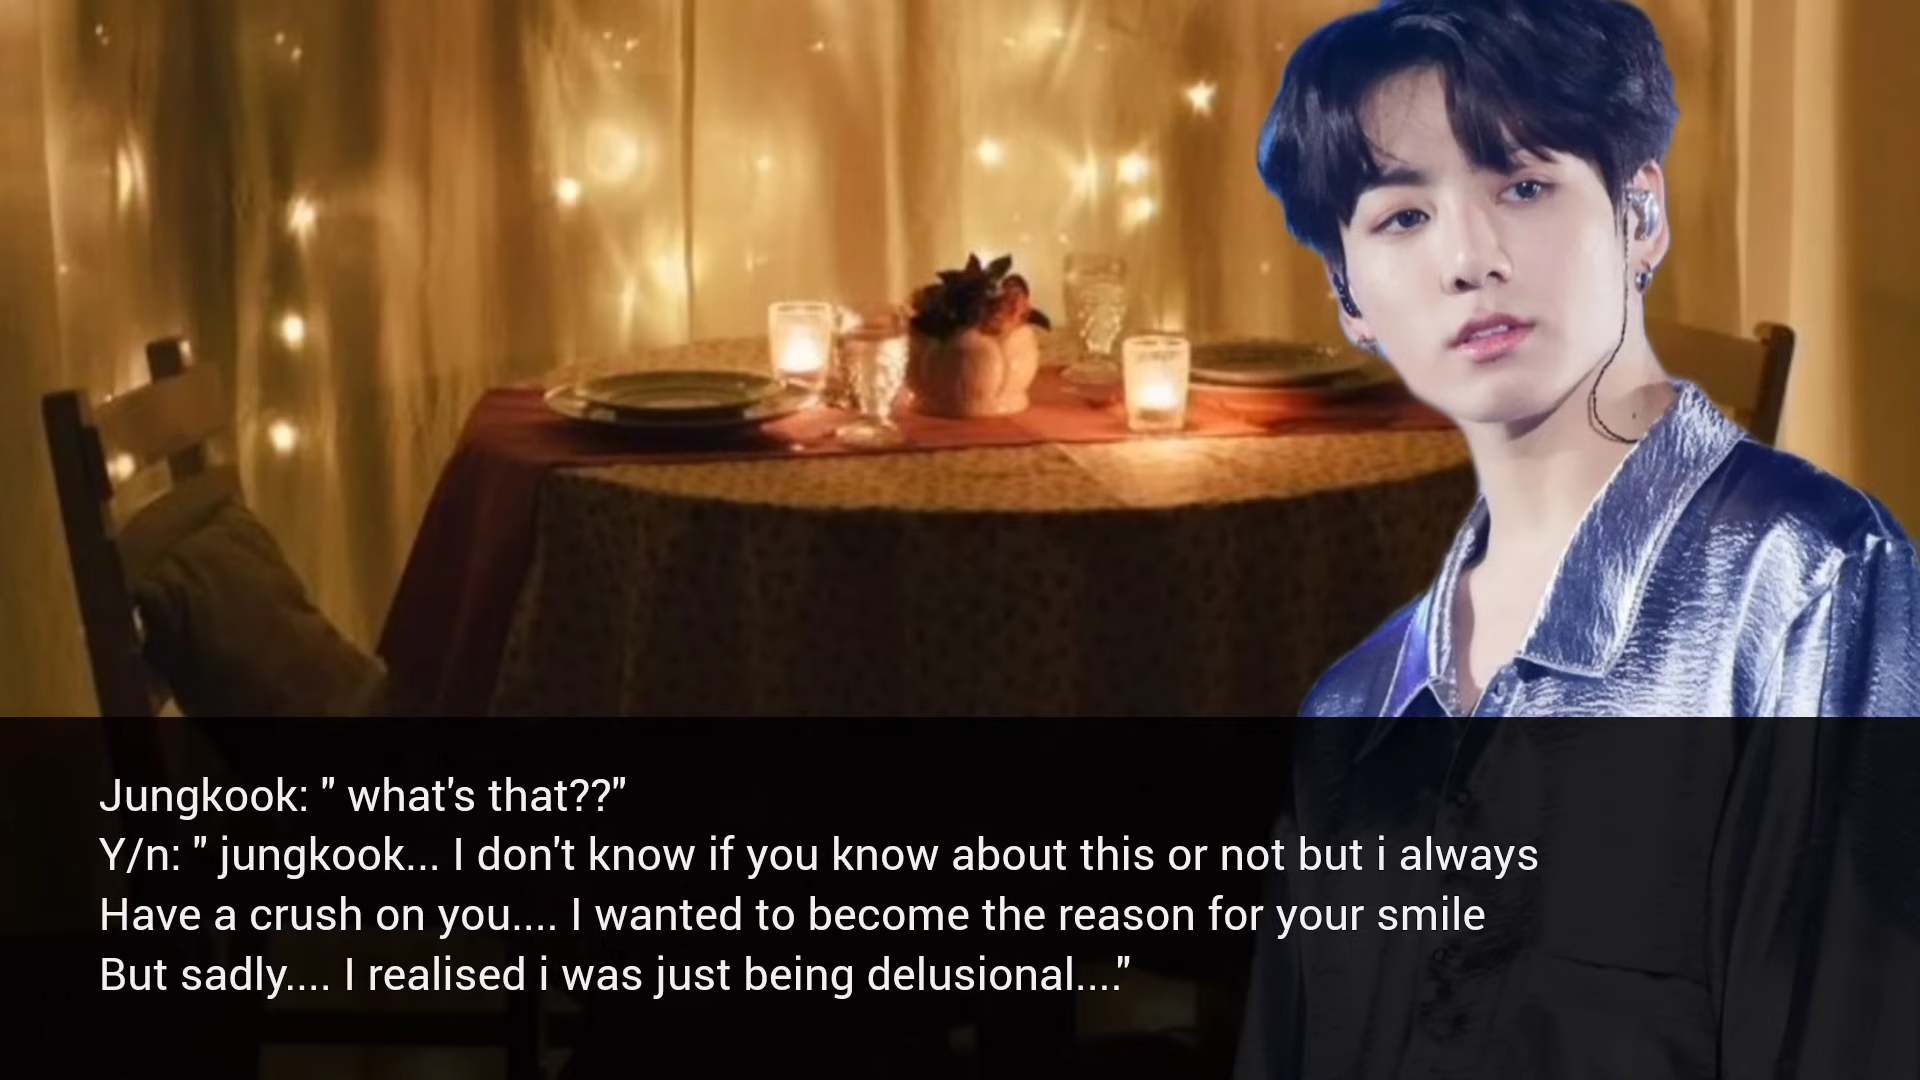 Jungkook: " what's that??"
Y/n: " jungkook... I don't know if you know about this or not but i always
Have a crush on you.... I wanted to become the reason for your smile
But sadly.... I realised i was just being delusional...."